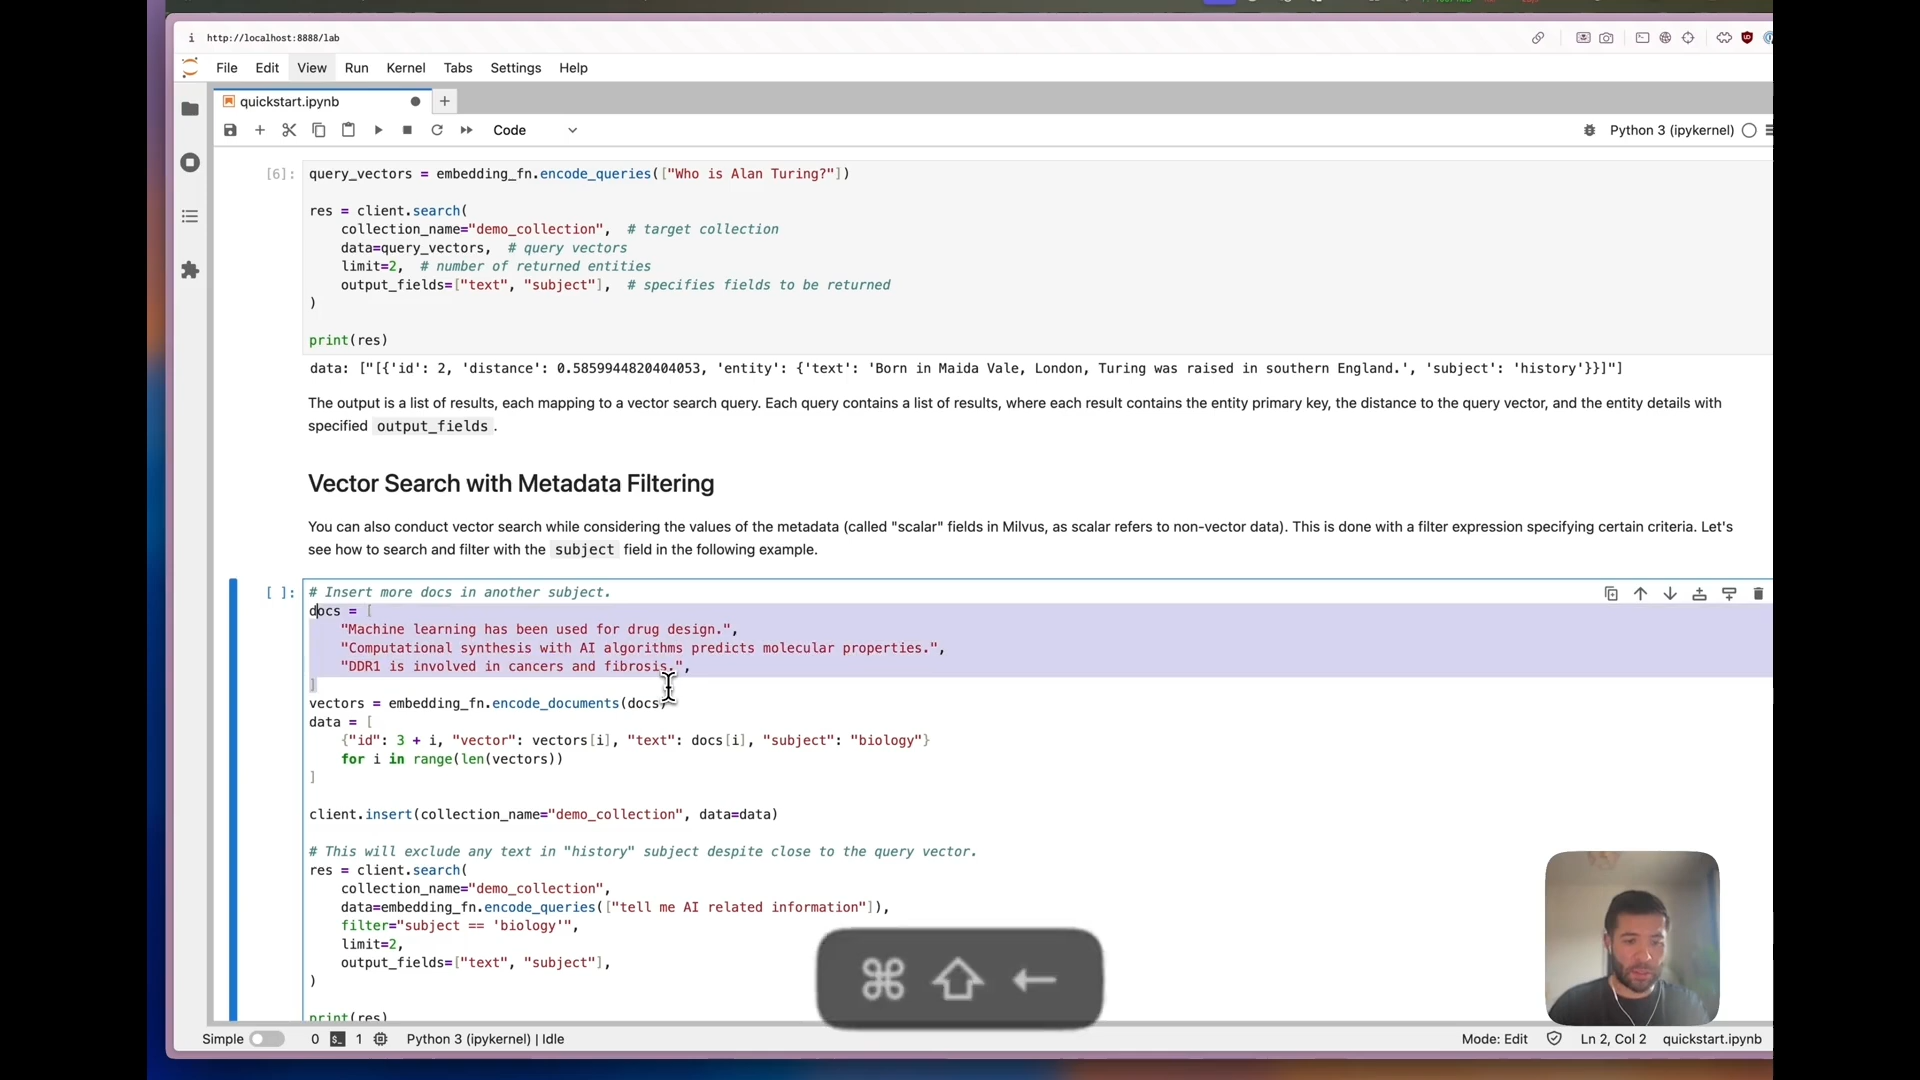 http://localhost:8888/lab
File Edit View Run Kernel Tabs Settings Help
quickstart.ipynb
Code
Python 3 (ipykernel)
[6]: query_vectors = embedding_fn.encode_queries(["Who is Alan Turing?"])
res = client.search(
collection_name="demo_collection",  # target collection
data=query_vectors,  # query vectors
limit=2,  # number of returned entities
output_fields=["text", "subject"],  # specifies fields to be returned
)
print(res)
data: ["[{'id': 2, 'distance': 0.5859944820404053, 'entity': {'text': 'Born in Maida Vale, London, Turing was raised in southern England.', 'subject': 'history'}}]"]
The output is a list of results, each mapping to a vector search query. Each query contains a list of results, where each result contains the entity primary key, the distance to the query vector, and the entity details with
specified output_fields.
Vector Search with Metadata Filtering
You can also conduct vector search while considering the values of the metadata (called "scalar" fields in Milvus, as scalar refers to non-vector data). This is done with a filter expression specifying certain criteria. Let's
see how to search and filter with the subject field in the following example.
[ ]: # Insert more docs in another subject.
docs = [
"Machine learning has been used for drug design.",
"Computational synthesis with AI algorithms predicts molecular properties.",
"DDR1 is involved in cancers and fibrosis.",
]
vectors = embedding_fn.encode_documents(docs)
data = [
{"id": 3 + i, "vector": vectors[i], "text": docs[i], "subject": "biology"}
for i in range(len(vectors))
]
client.insert(collection_name="demo_collection", data=data)
# This will exclude any text in "history" subject despite close to the query vector.
res = client.search(
collection_name="demo_collection",
data=embedding_fn.encode_queries(["tell me AI related information"]),
filter="subject == 'biology'",
limit=2,
output_fields=["text", "subject"],
)
print(res)
⌘ ⇧ ←
Simple 0 1 Python 3 (ipykernel) | Idle Mode: Edit Ln 2, Col 2 quickstart.ipynb